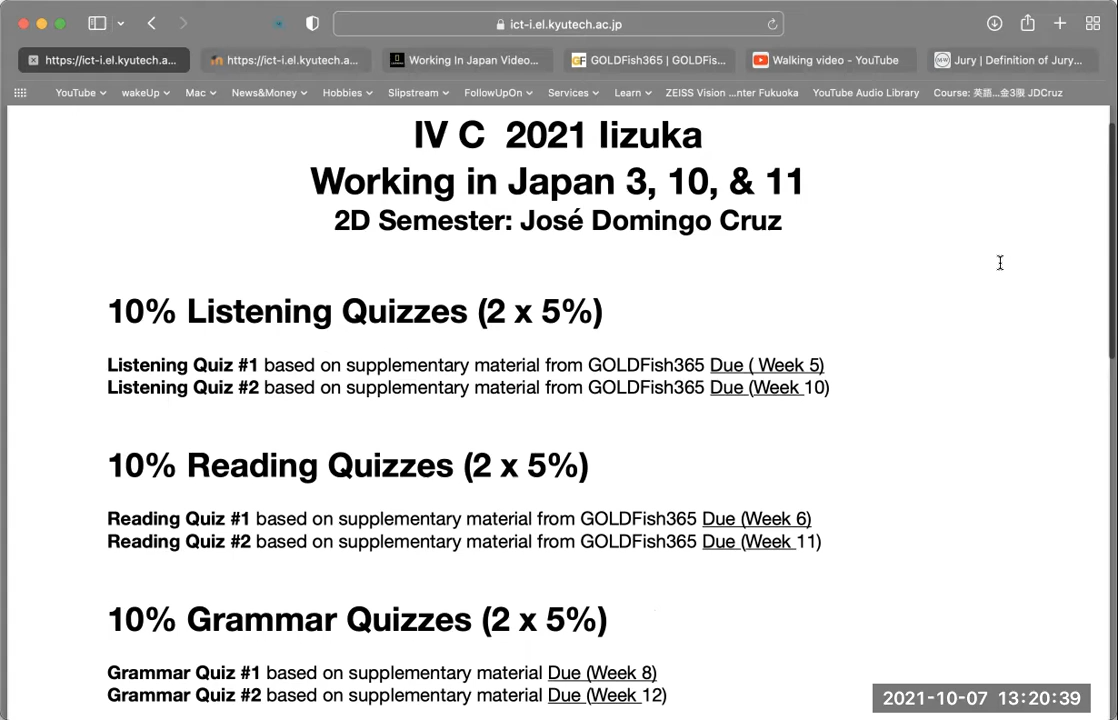 ict-i.el.kyutech.ac.jp
https://ict-i.el.kyutech.a...
https://ict-i.el.kyutech.a...
Working In Japan Video...
GOLDFish365 | GOLDFis...
Walking video - YouTube
Jury | Definition of Jury...
YouTube
wakeUp
Mac
News&Money
Hobbies
Slipstream
FollowUpOn
Services
Learn
ZEISS Vision ...nter Fukuoka
YouTube Audio Library
Course: 英語...金3限 JDCruz
IV C 2021 Iizuka
Working in Japan 3, 10, & 11
2D Semester: José Domingo Cruz
10% Listening Quizzes (2 x 5%)
Listening Quiz #1 based on supplementary material from GOLDFish365 Due ( Week 5)
Listening Quiz #2 based on supplementary material from GOLDFish365 Due (Week 10)
10% Reading Quizzes (2 x 5%)
Reading Quiz #1 based on supplementary material from GOLDFish365 Due (Week 6)
Reading Quiz #2 based on supplementary material from GOLDFish365 Due (Week 11)
10% Grammar Quizzes (2 x 5%)
Grammar Quiz #1 based on supplementary material Due (Week 8)
Grammar Quiz #2 based on supplementary material Due (Week 12)
2021-10-07 13:20:39